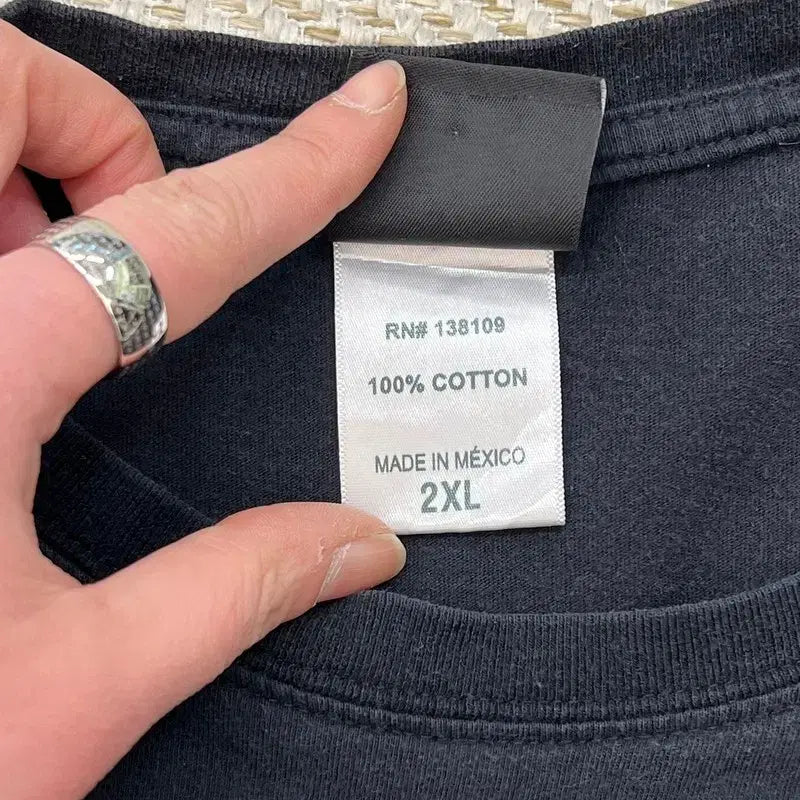 RN# 138109
100% COTTON
MADE IN MÉXICO
2XL